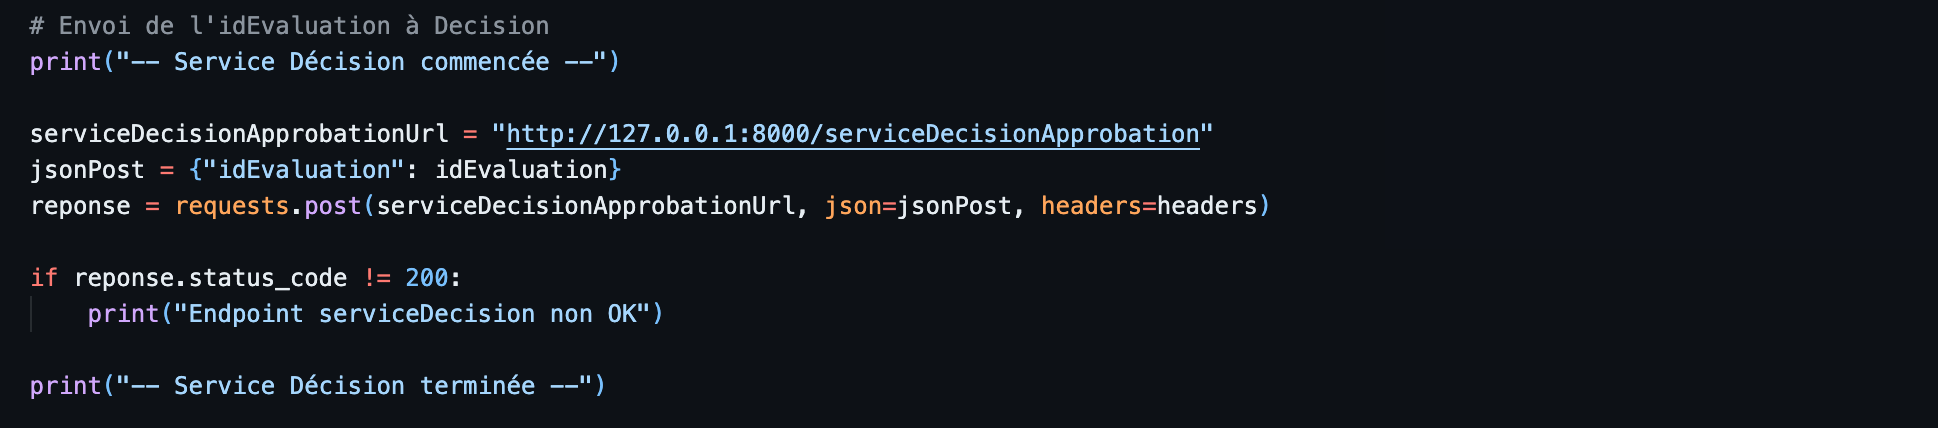 # Envoi de l'idEvaluation à Decision
print("-- Service Décision commencée --")
serviceDecisionApprobationUrl = "http://127.0.0.1:8000/serviceDecisionApprobation"
jsonPost = {"idEvaluation": idEvaluation}
reponse = requests.post(serviceDecisionApprobationUrl, json=jsonPost, headers=headers)
if reponse.status_code != 200:
    print("Endpoint serviceDecision non OK")
print("-- Service Décision terminée --")